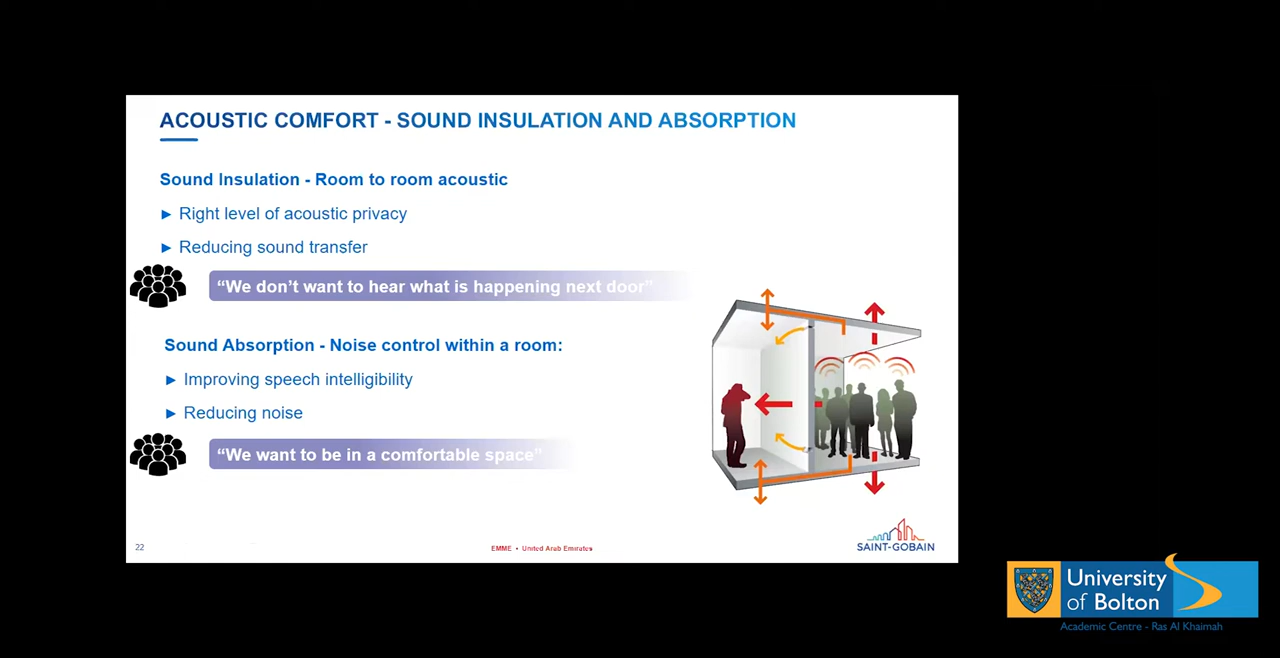 ACOUSTIC COMFORT - SOUND INSULATION AND ABSORPTION
Sound Insulation - Room to room acoustic
► Right level of acoustic privacy
► Reducing sound transfer
“We don’t want to hear what is happening next door”
Sound Absorption - Noise control within a room:
► Improving speech intelligibility
► Reducing noise
“We want to be in a comfortable space”
22
EMME • United Arab Emirates
SAINT-GOBAIN
University
of Bolton
Academic Centre - Ras Al Khaimah